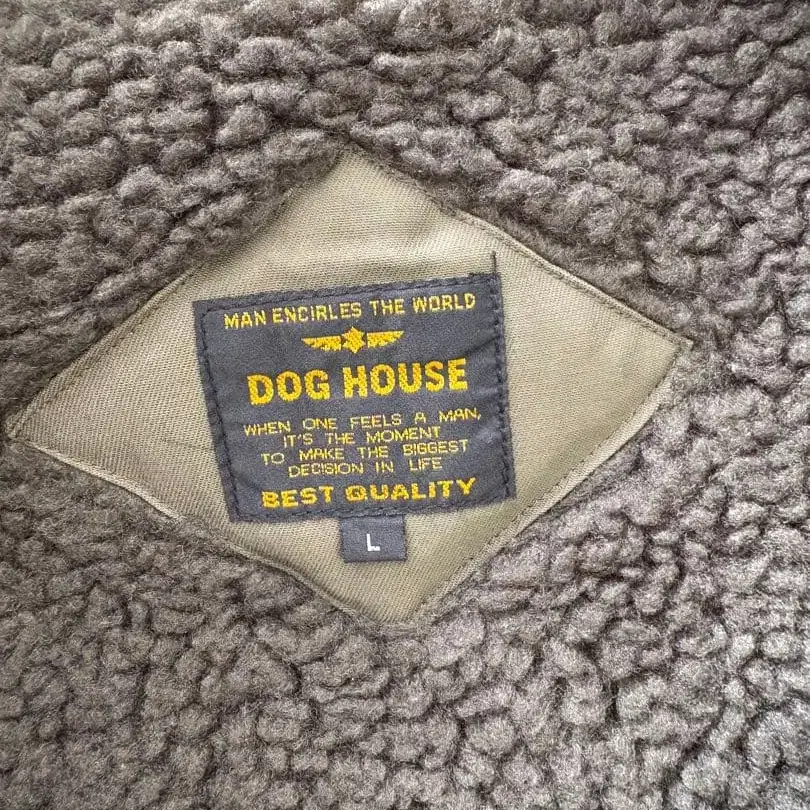 MAN ENCIRLES THE WORLD
DOG HOUSE
WHEN ONE FEELS A MAN,
IT'S THE MOMENT
TO MAKE THE BIGGEST
DECISION IN LIFE
BEST QUALITY
L